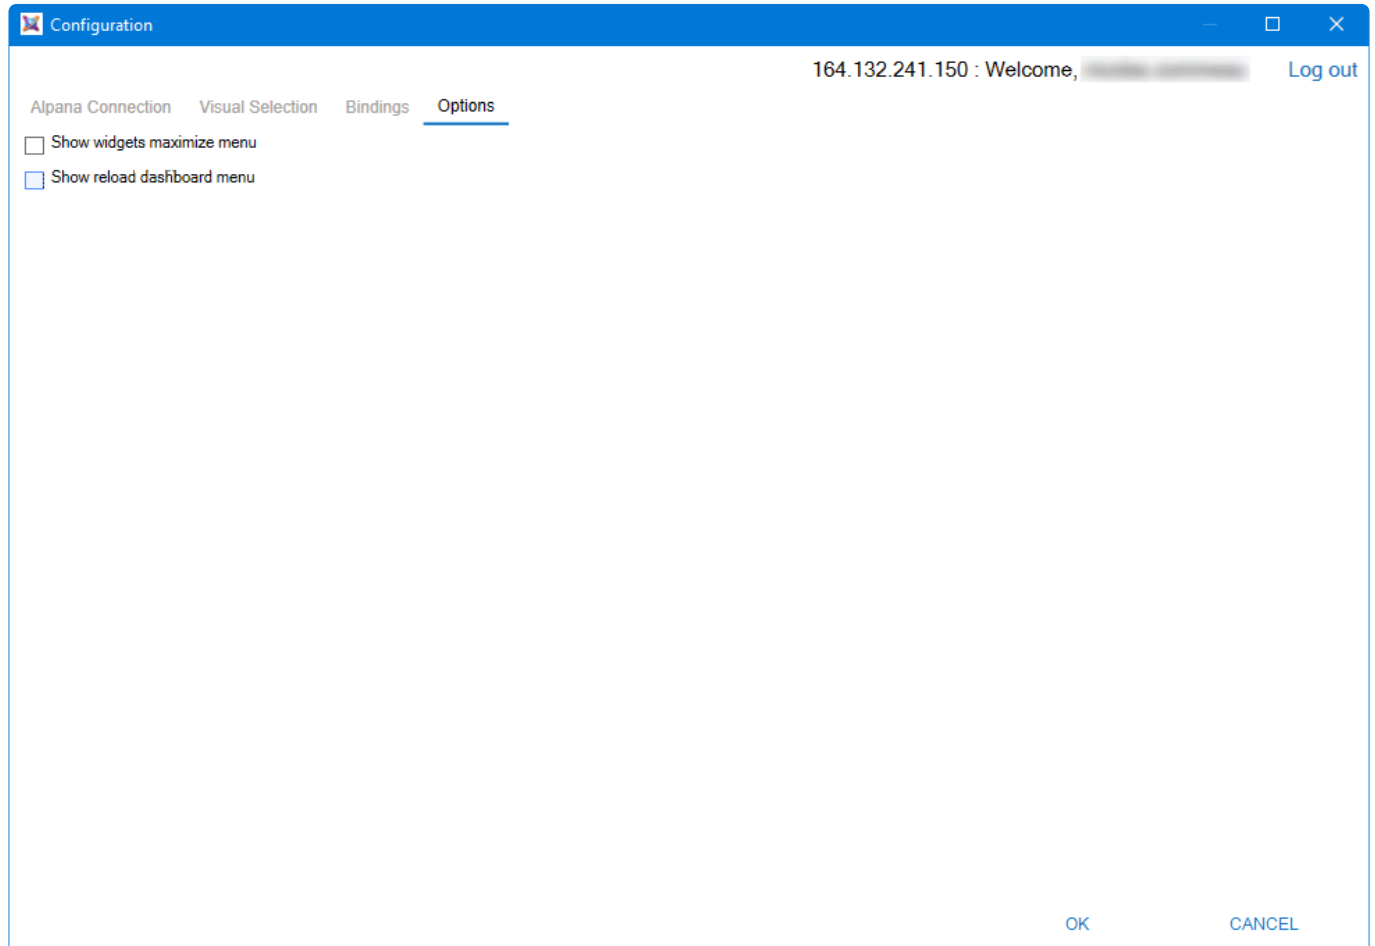 Configuration
164.132.241.150 : Welcome,
Log out
Alpana Connection Visual Selection Bindings Options
Show widgets maximize menu
Show reload dashboard menu
OK CANCEL